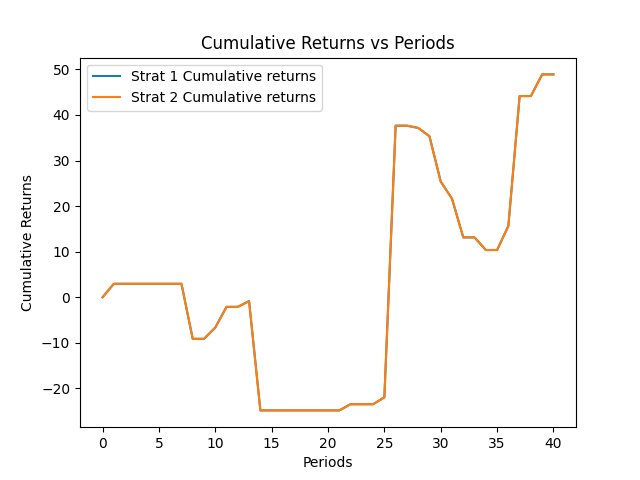 Cumulative Returns vs Periods
Strat 1 Cumulative returns
Strat 2 Cumulative returns
50
40
30
20
10
0
−10
−20
Cumulative Returns
0 5 10 15 20 25 30 35 40
Periods